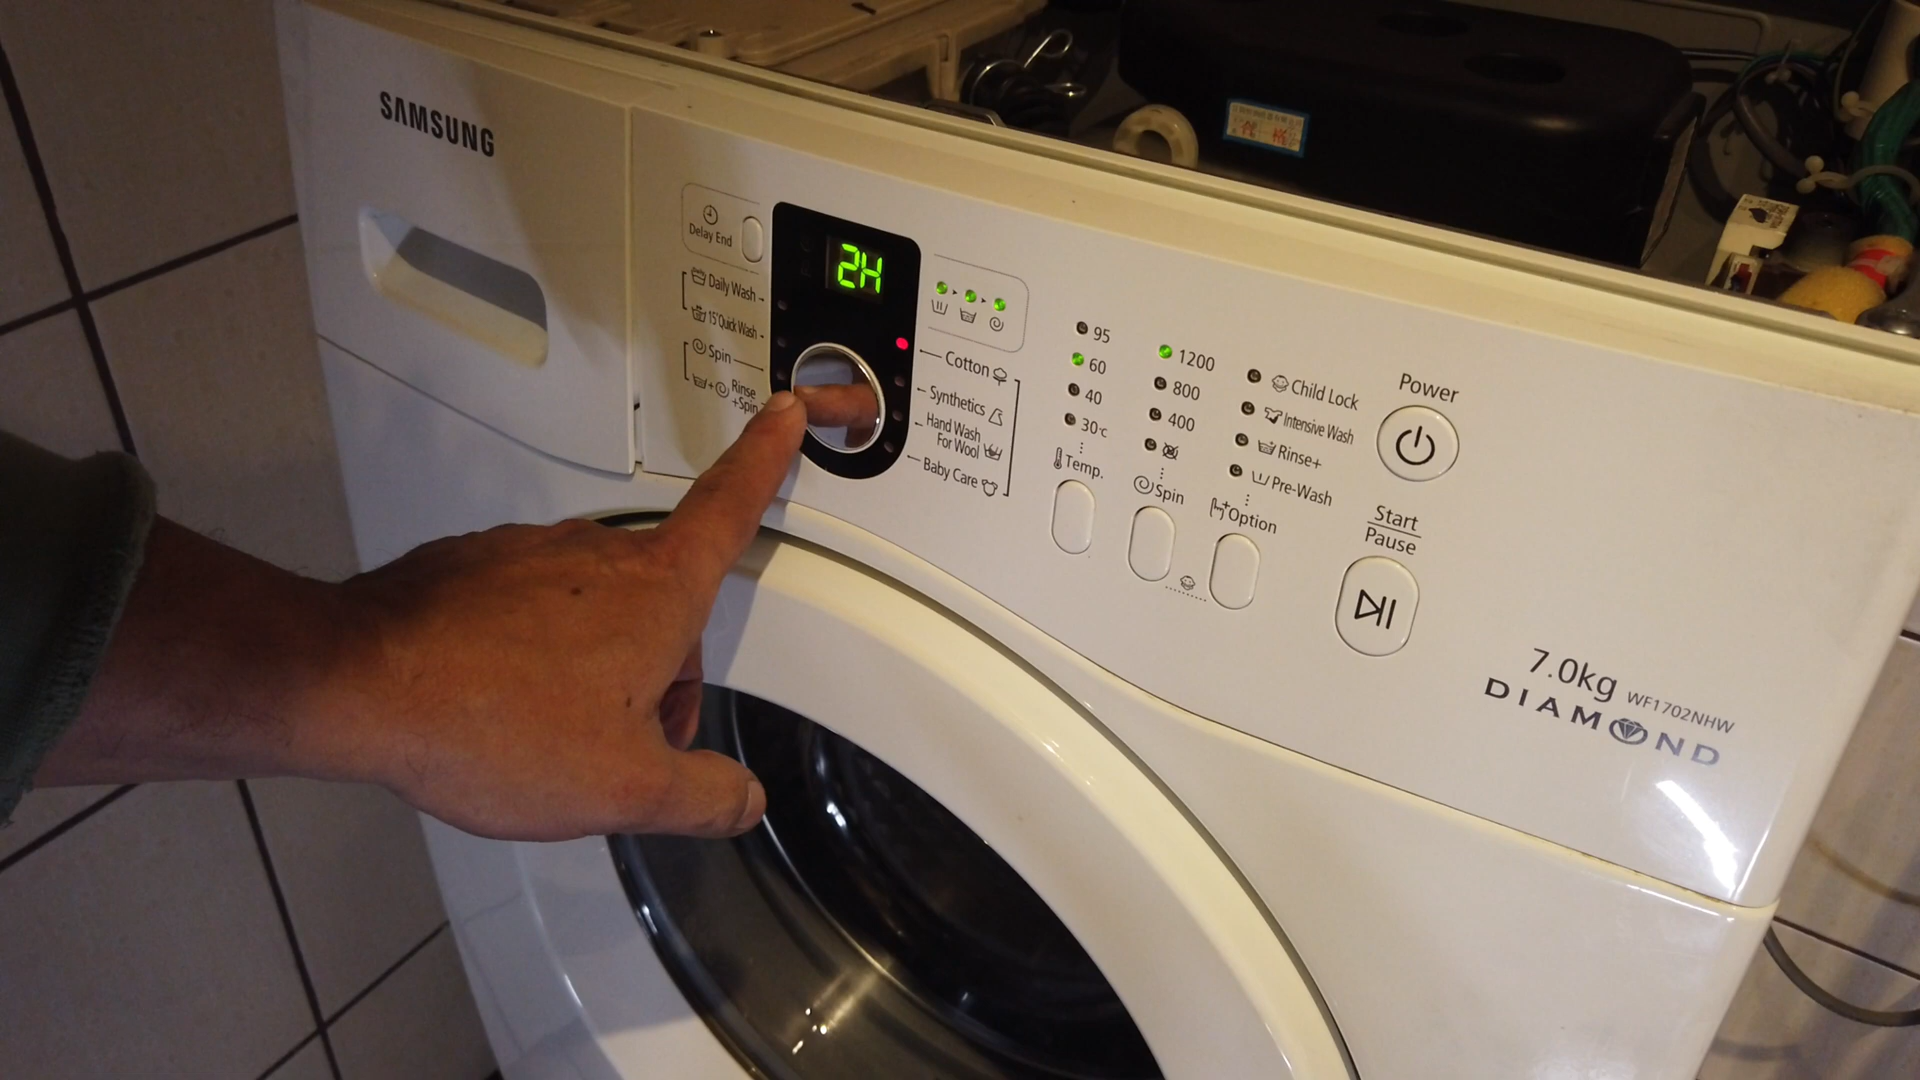 SAMSUNG
Delay End
2H
Daily Wash
15'Quick Wash
Spin
Rinse
+Spin
Cotton
Synthetics
Hand Wash
For Wool
Baby Care
95
60
40
30°c
Temp.
1200
800
400
Spin
Child Lock
Intensive Wash
Rinse+
Pre-Wash
Option
Power
Start
Pause
7.0kg WF1702NHW
DIAMOND